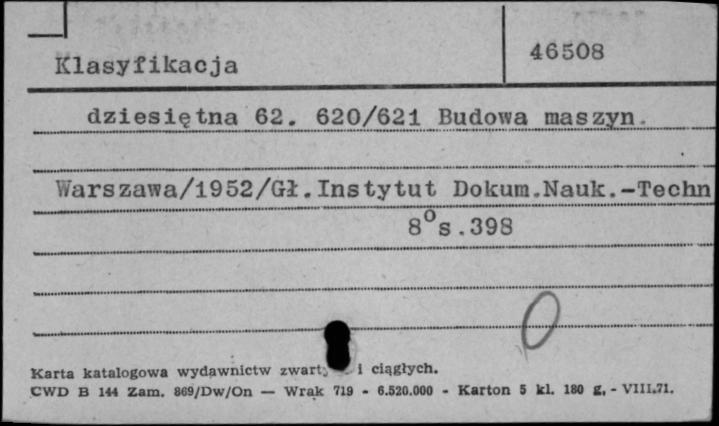 Klasyfikacja
46508
dziesiętna 62. 620/621 Budowa maszyn.
Warszawa/1952/Gł.Instytut Dokum.Nauk.-Techn
8⁰s.398
0
Karta katalogowa wydawnictw i ciągłych.
CWD B 144 Zam. 869/Dw/On — Wrąk 719 - 6.520.000 - Karton 5 kl. 180 g. - VIII.71.